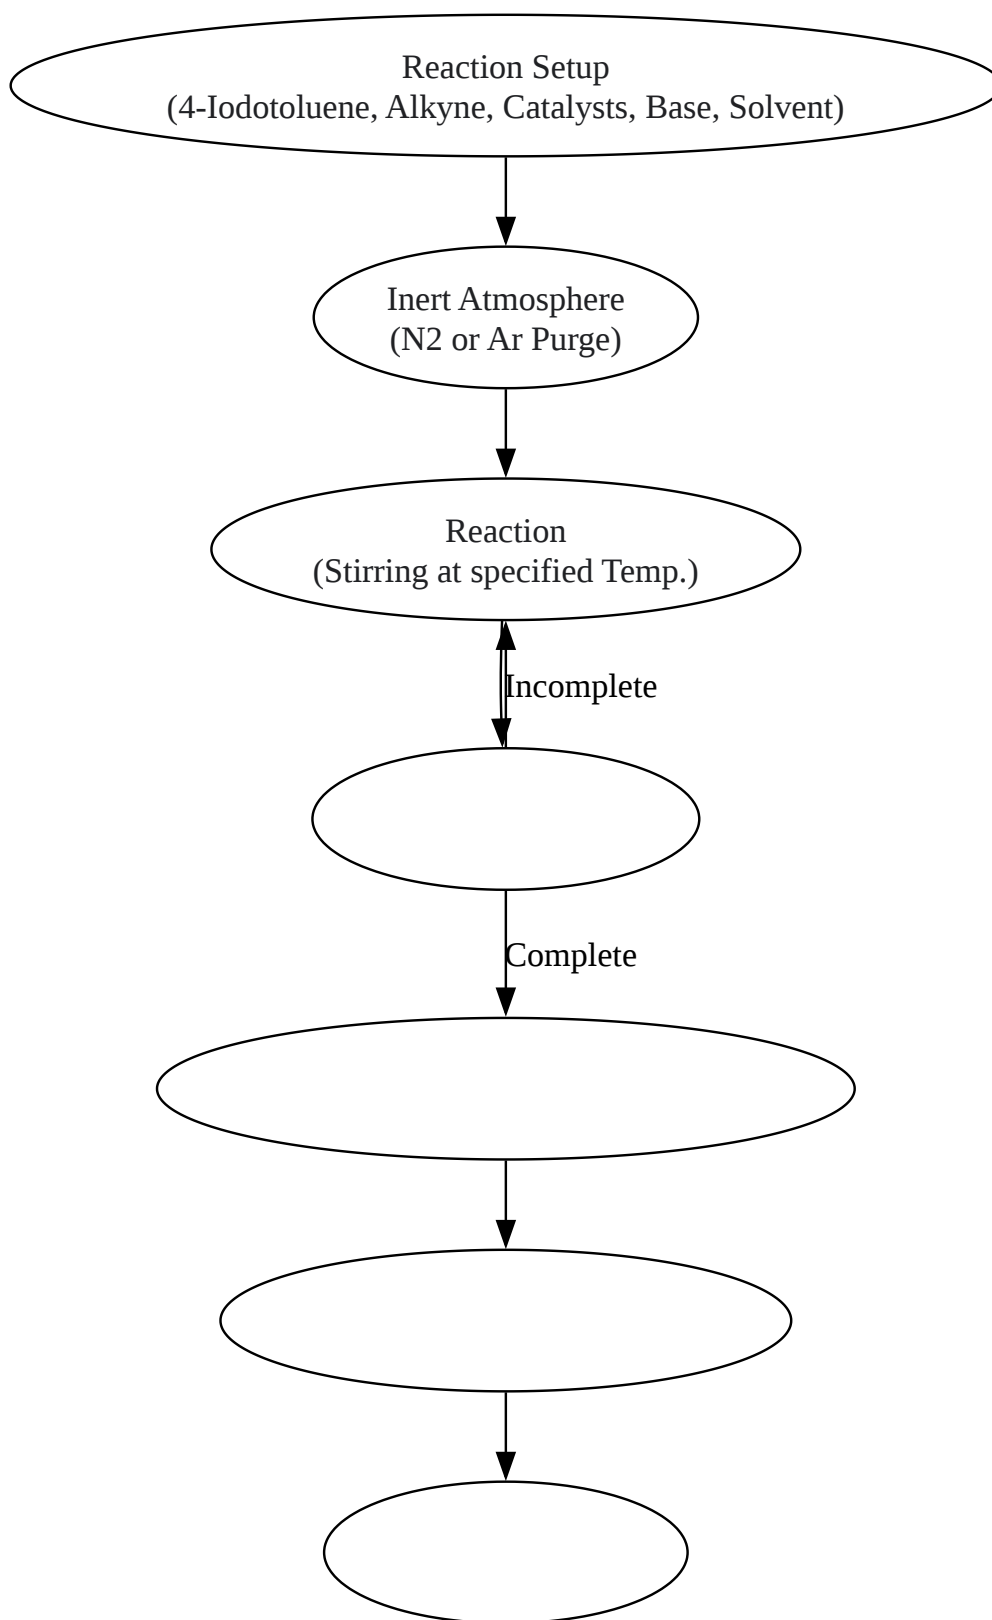 Reaction Setup
(4-Iodotoluene, Alkyne, Catalysts, Base, Solvent)
Inert Atmosphere
(N2 or Ar Purge)
Reaction
(Stirring at specified Temp.)
Incomplete
Complete